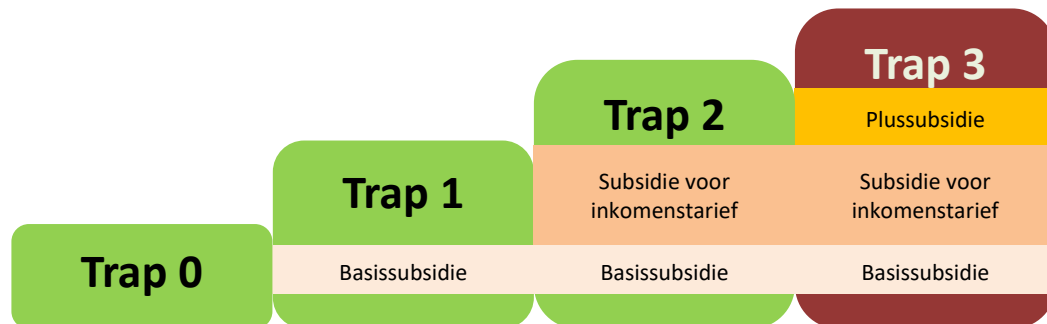 Trap 3
Plussubsidie
Trap 2
Subsidie voor
inkomenstarief
Subsidie voor
inkomenstarief
Trap 1
Trap 0
Basissubsidie
Basissubsidie
Basissubsidie